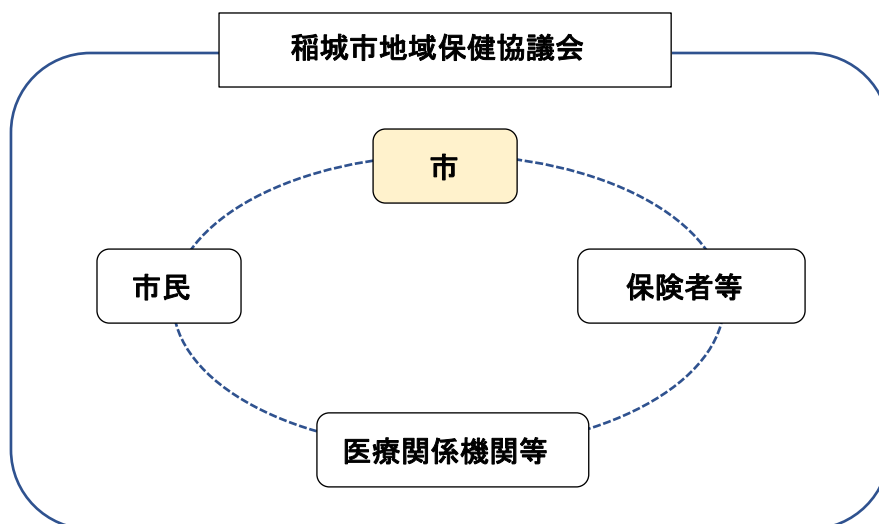 稲城市地域保健協議会
市
市民
保険者等
医療関係機関等